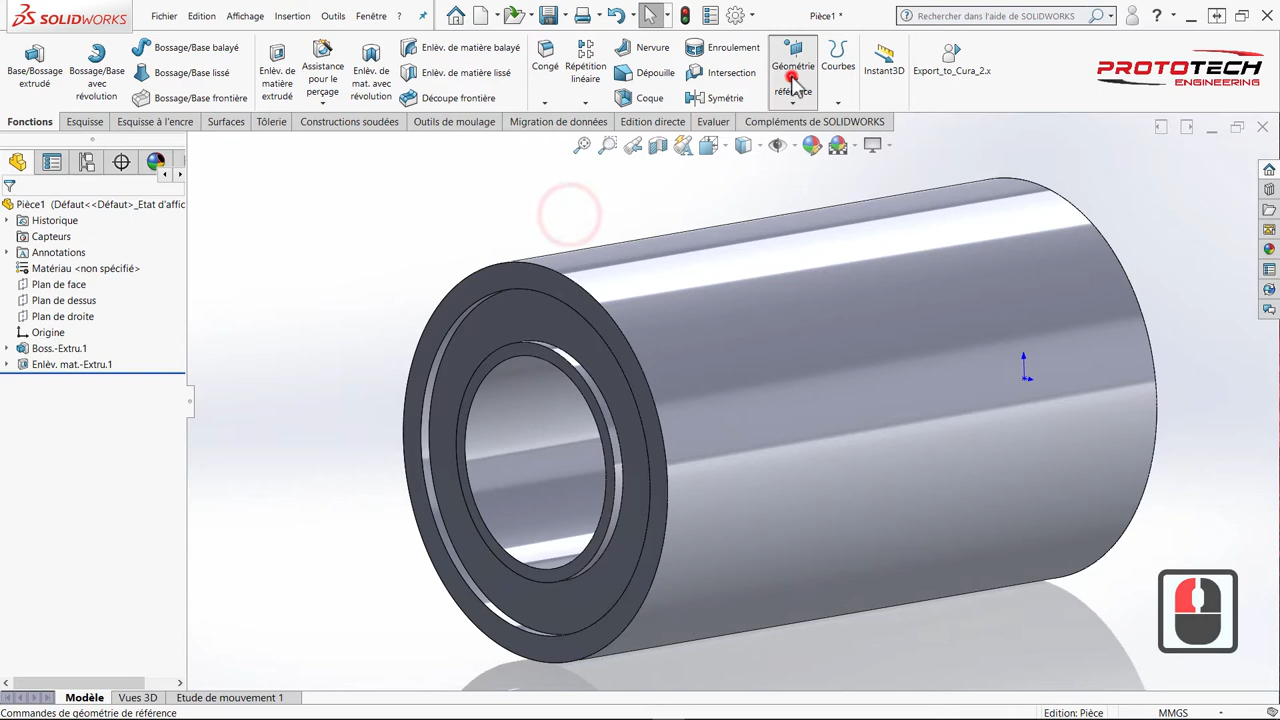 SOLIDWORKS
Fichier Edition Affichage Insertion Outils Fenêtre ? Pièce1 * Rechercher dans l'aide de SOLIDWORKS ?
Base/Bossage extrudé
Bossage/Base avec révolution
Bossage/Base balayé
Bossage/Base lissé
Bossage/Base frontière
Enlèv. de matière extrudé
Assistance pour le perçage
Enlèv. de mat. avec révolution
Enlèv. de matière balayé
Enlèv. de matière lissé
Découpe frontière
Congé
Répétition linéaire
Nervure
Dépouille
Coque
Enroulement
Intersection
Symétrie
Géométrie
référence
Courbes
Instant3D
PROTOTECH
ENGINEERING
Fonctions Esquisse Esquisse à l'encre Surfaces Tôlerie Constructions soudées Outils de moulage Migration de données Edition directe Evaluer Compléments de SOLIDWORKS
Pièce1 (Défaut<<Défaut>_Etat d'affic
Historique
Capteurs
Annotations
Matériau <non spécifié>
Plan de face
Plan de dessus
Plan de droite
Origine
Boss.-Extru.1
Enlèv. mat.-Extru.1
Modèle Vues 3D Etude de mouvement 1
Commandes de géométrie de référence Edition: Pièce MMGS